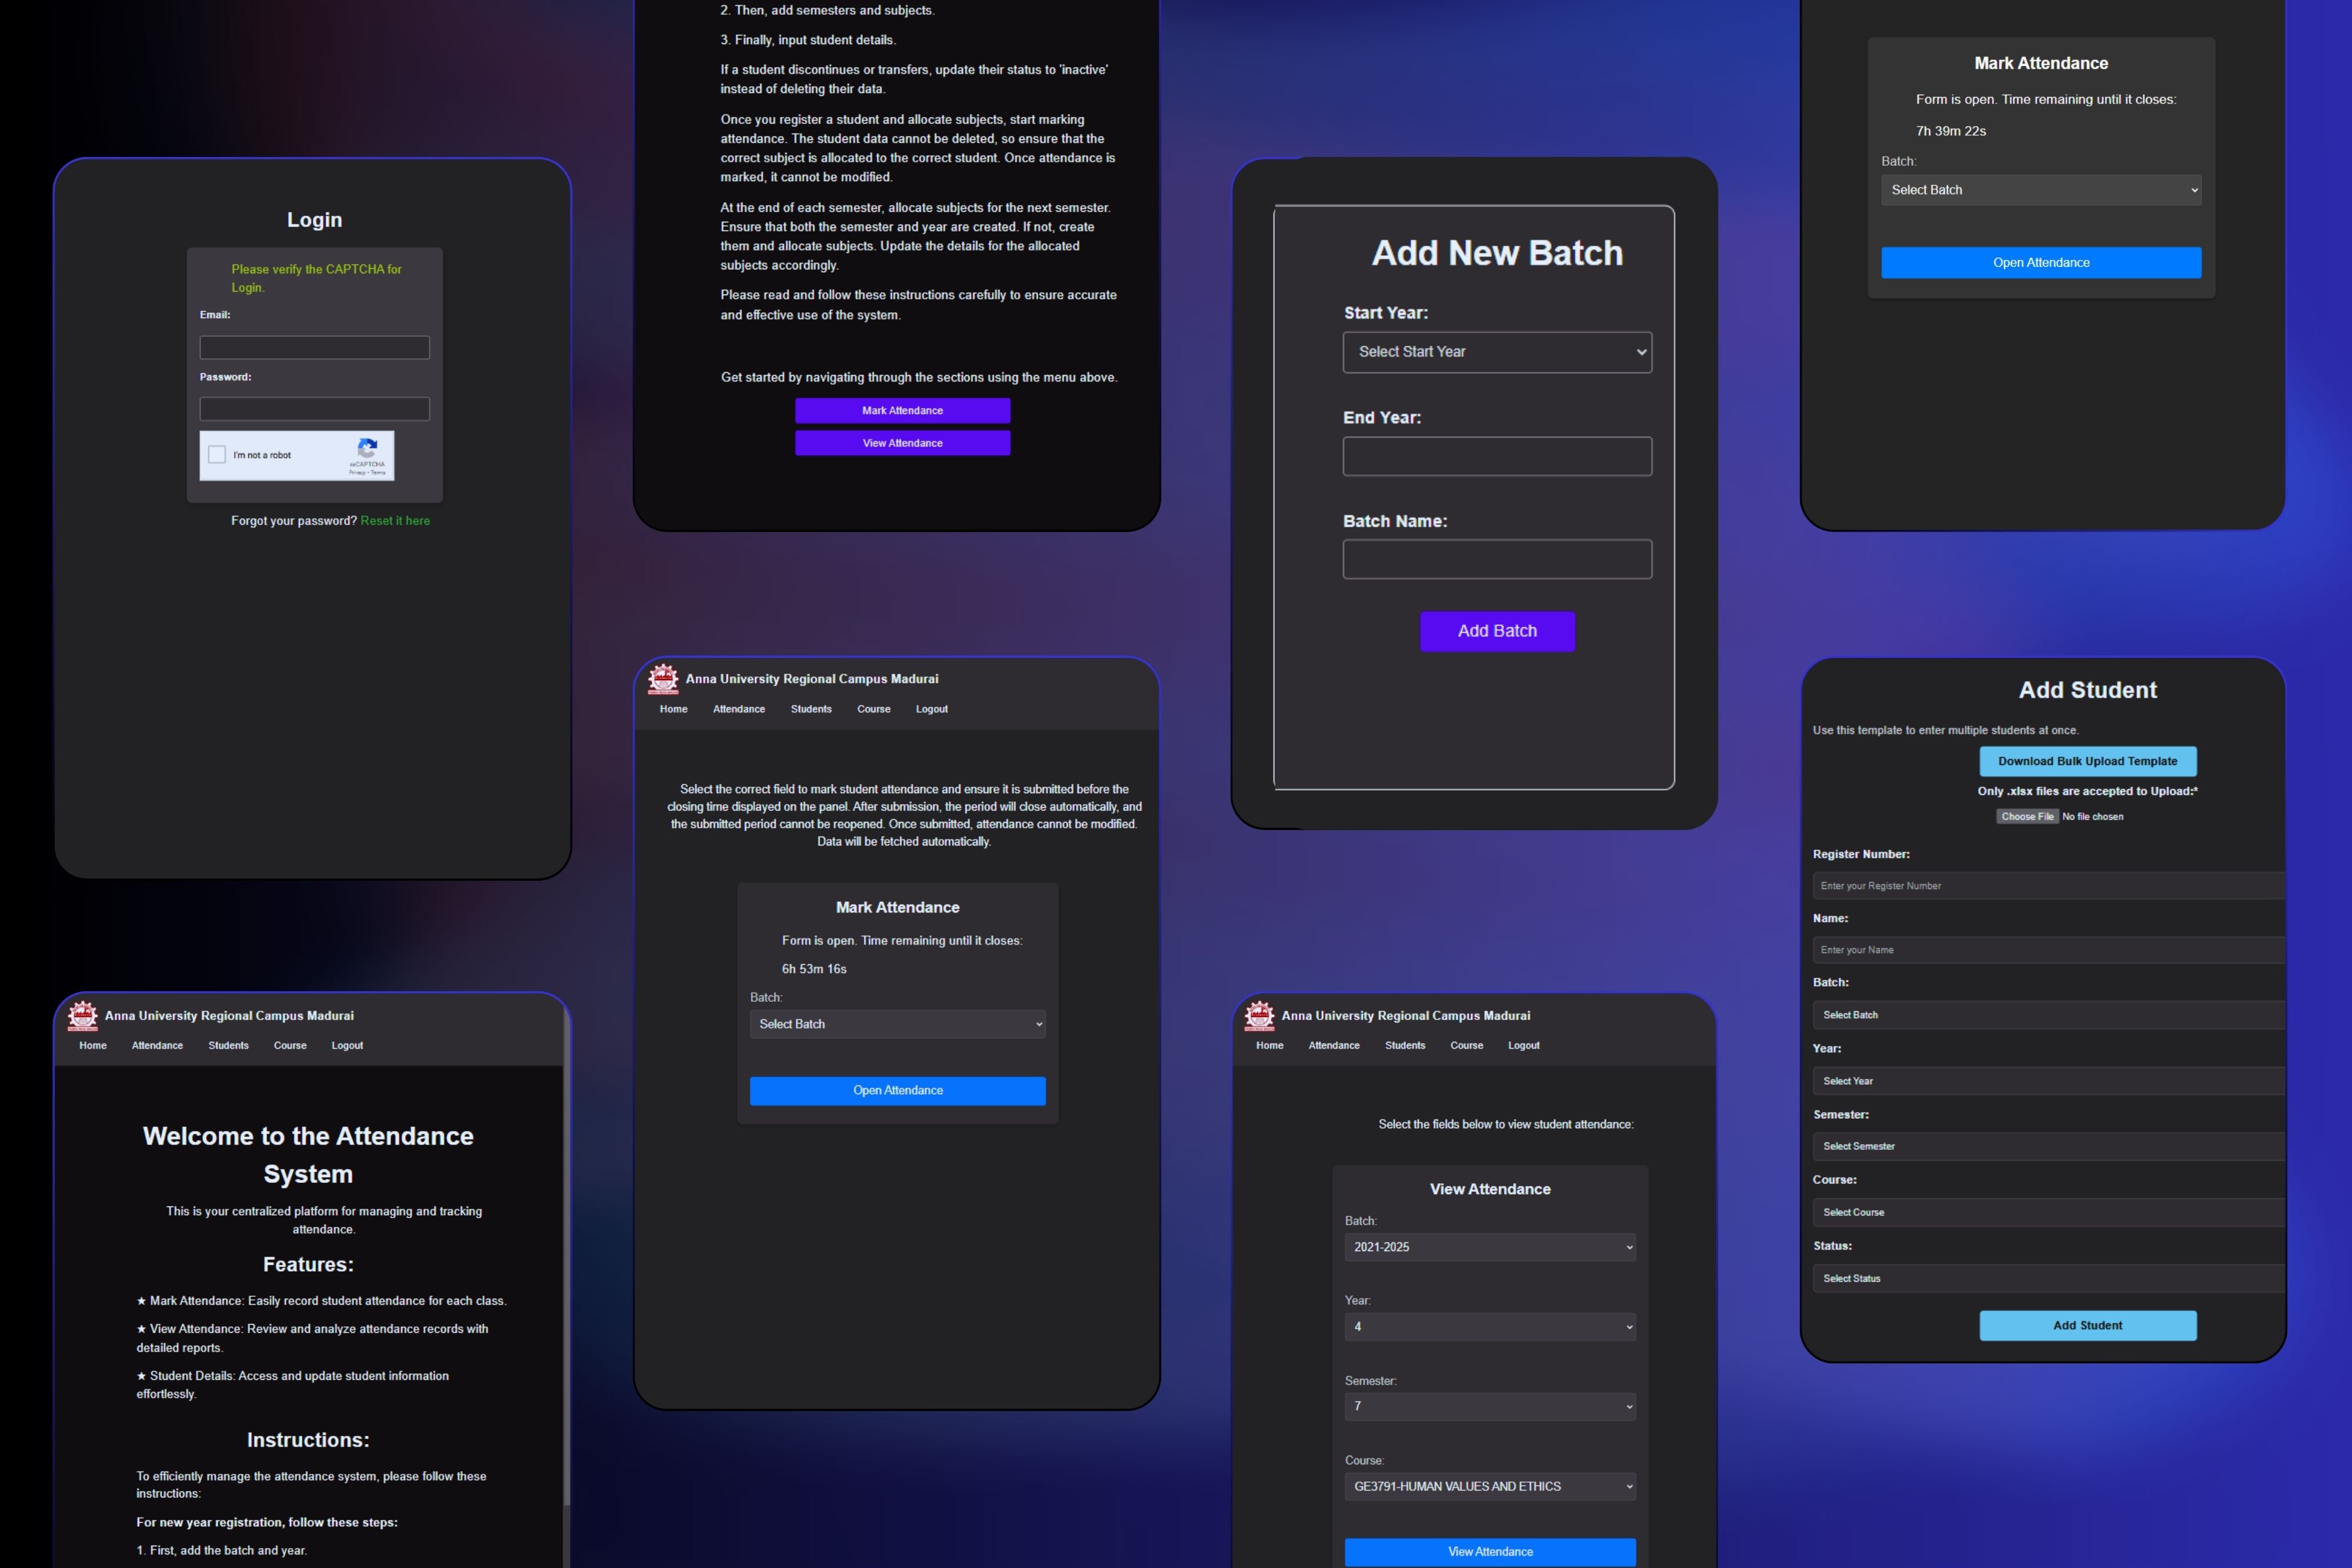 Login
Please verify the CAPTCHA for
Login.
Email:
Password:
I'm not a robot
reCAPTCHA
Privacy - Terms
Forgot your password? Reset it here
Anna University Regional Campus Madurai
Home Attendance Students Course Logout
Welcome to the Attendance
System
This is your centralized platform for managing and tracking
attendance.
Features:
★ Mark Attendance: Easily record student attendance for each class.
★ View Attendance: Review and analyze attendance records with
detailed reports.
★ Student Details: Access and update student information
effortlessly.
Instructions:
To efficiently manage the attendance system, please follow these
instructions:
For new year registration, follow these steps:
1. First, add the batch and year.
2. Then, add semesters and subjects.
3. Finally, input student details.
If a student discontinues or transfers, update their status to 'inactive'
instead of deleting their data.
Once you register a student and allocate subjects, start marking
attendance. The student data cannot be deleted, so ensure that the
correct subject is allocated to the correct student. Once attendance is
marked, it cannot be modified.
At the end of each semester, allocate subjects for the next semester.
Ensure that both the semester and year are created. If not, create
them and allocate subjects. Update the details for the allocated
subjects accordingly.
Please read and follow these instructions carefully to ensure accurate
and effective use of the system.
Get started by navigating through the sections using the menu above.
Mark Attendance
View Attendance
Anna University Regional Campus Madurai
Home Attendance Students Course Logout
Select the correct field to mark student attendance and ensure it is submitted before the
closing time displayed on the panel. After submission, the period will close automatically, and
the submitted period cannot be reopened. Once submitted, attendance cannot be modified.
Data will be fetched automatically.
Mark Attendance
Form is open. Time remaining until it closes:
6h 53m 16s
Batch:
Select Batch
Open Attendance
Add New Batch
Start Year:
Select Start Year
End Year:
Batch Name:
Add Batch
Anna University Regional Campus Madurai
Home Attendance Students Course Logout
Select the fields below to view student attendance:
View Attendance
Batch:
2021-2025
Year:
4
Semester:
7
Course:
GE3791-HUMAN VALUES AND ETHICS
View Attendance
Mark Attendance
Form is open. Time remaining until it closes:
7h 39m 22s
Batch:
Select Batch
Open Attendance
Add Student
Use this template to enter multiple students at once.
Download Bulk Upload Template
Only .xlsx files are accepted to Upload:*
Choose File No file chosen
Register Number:
Enter your Register Number
Name:
Enter your Name
Batch:
Select Batch
Year:
Select Year
Semester:
Select Semester
Course:
Select Course
Status:
Select Status
Add Student